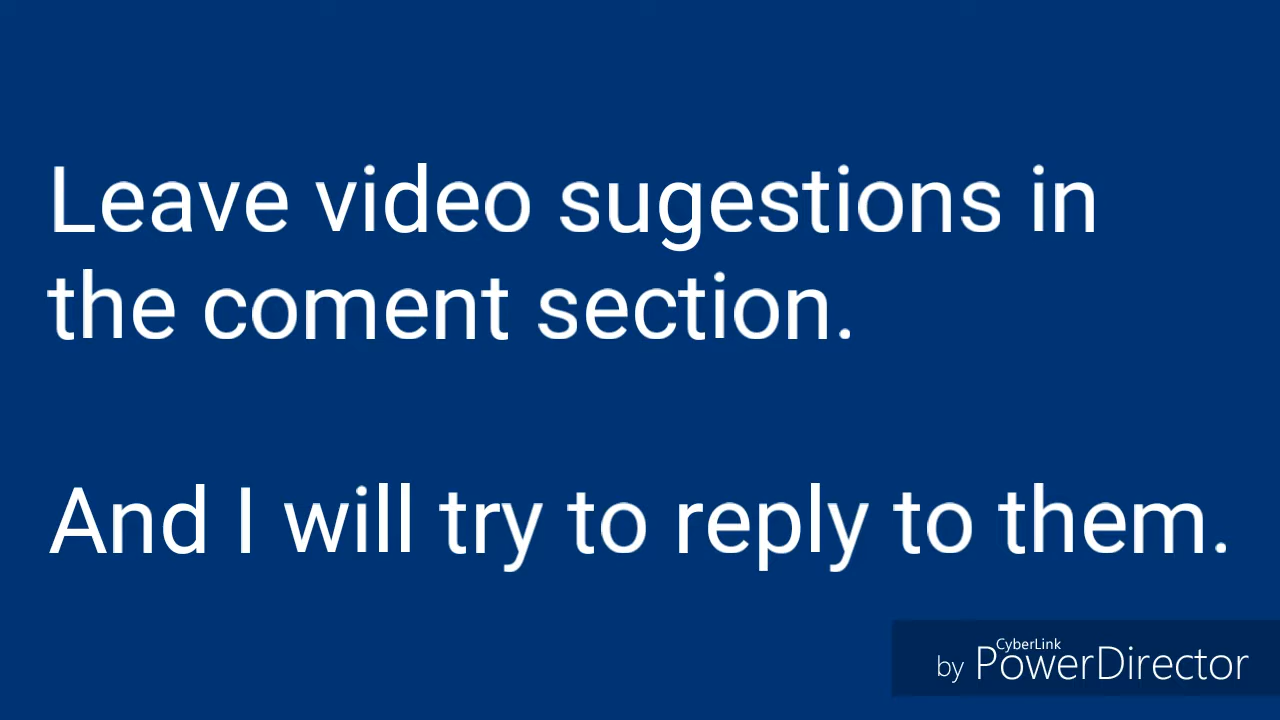 Leave video sugestions in
the coment section.
And I will try to reply to them.
CyberLink
by PowerDirector